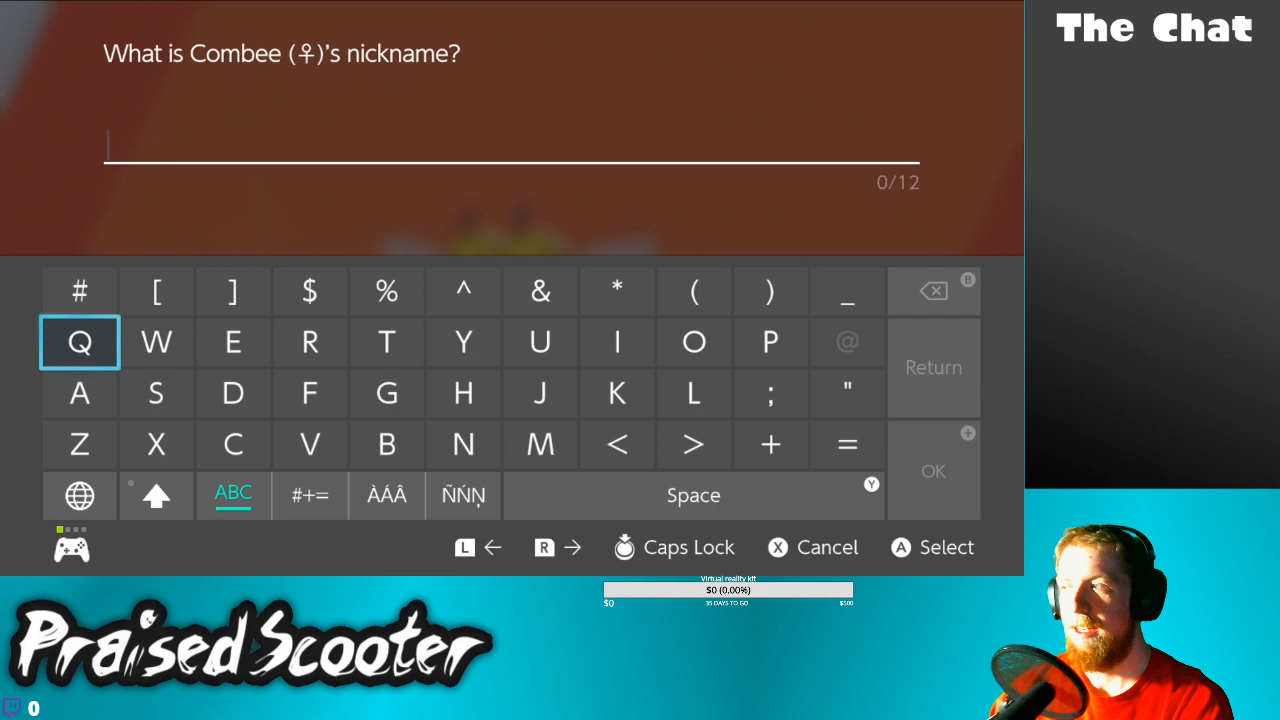 What is Combee (♀)'s nickname?
The Chat
0/12
# [ ] $ % ^ & * ( ) _
Q W E R T Y U I O P @
A S D F G H J K L ; " Return
Z X C V B N M < > + =
ABC #+= ÀÁÂ ÑŃŅ Space Y OK
L ← R → Caps Lock X Cancel A Select
Virtual reality kit
$0 (0.00%)
$0 35 DAYS TO GO $500
PraisedScooter
0